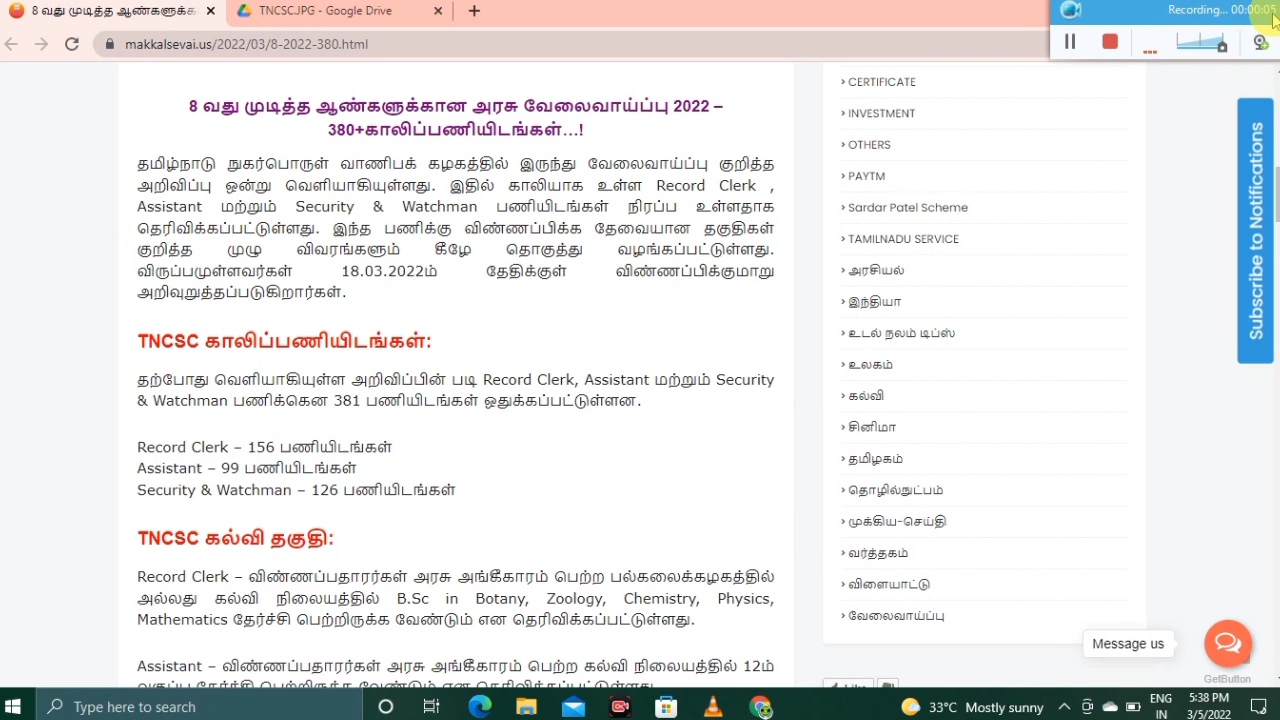 8 வது முடித்த ஆண்களுக்க
TNCSC.JPG - Google Drive
Recording... 00:00:05
makkalsevai.us/2022/03/8-2022-380.html
8 வது முடித்த ஆண்களுக்கான அரசு வேலைவாய்ப்பு 2022 –
380+காலிப்பணியிடங்கள்…!
தமிழ்நாடு நுகர்பொருள் வாணிபக் கழகத்தில் இருந்து வேலைவாய்ப்பு குறித்த
அறிவிப்பு ஒன்று வெளியாகியுள்ளது. இதில் காலியாக உள்ள Record Clerk ,
Assistant மற்றும் Security & Watchman பணியிடங்கள் நிரப்ப உள்ளதாக
தெரிவிக்கப்பட்டுள்ளது. இந்த பணிக்கு விண்ணப்பிக்க தேவையான தகுதிகள்
குறித்த முழு விவரங்களும் கீழே தொகுத்து வழங்கப்பட்டுள்ளது.
விருப்பமுள்ளவர்கள் 18.03.2022ம் தேதிக்குள் விண்ணப்பிக்குமாறு
அறிவுறுத்தப்படுகிறார்கள்.
TNCSC காலிப்பணியிடங்கள்:
தற்போது வெளியாகியுள்ள அறிவிப்பின் படி Record Clerk, Assistant மற்றும் Security
& Watchman பணிக்கென 381 பணியிடங்கள் ஒதுக்கப்பட்டுள்ளன.
Record Clerk – 156 பணியிடங்கள்
Assistant – 99 பணியிடங்கள்
Security & Watchman – 126 பணியிடங்கள்
TNCSC கல்வி தகுதி:
Record Clerk – விண்ணப்பதாரர்கள் அரசு அங்கீகாரம் பெற்ற பல்கலைக்கழகத்தில்
அல்லது கல்வி நிலையத்தில் B.Sc in Botany, Zoology, Chemistry, Physics,
Mathematics தேர்ச்சி பெற்றிருக்க வேண்டும் என தெரிவிக்கப்பட்டுள்ளது.
Assistant – விண்ணப்பதாரர்கள் அரசு அங்கீகாரம் பெற்ற கல்வி நிலையத்தில் 12ம்
வகுப்பு தேர்ச்சி பெற்றிருக்க வேண்டும் என தெரிவிக்கப்பட்டுள்ளது.
CERTIFICATE
INVESTMENT
OTHERS
PAYTM
Sardar Patel Scheme
TAMILNADU SERVICE
அரசியல்
இந்தியா
உடல் நலம் டிப்ஸ்
உலகம்
கல்வி
சினிமா
தமிழகம்
தொழில்நுட்பம்
முக்கிய-செய்தி
வர்த்தகம்
விளையாட்டு
வேலைவாய்ப்பு
Subscribe to Notifications
Message us
GetButton
Like
Type here to search
33°C Mostly sunny
ENG
IN
5:38 PM
3/5/2022